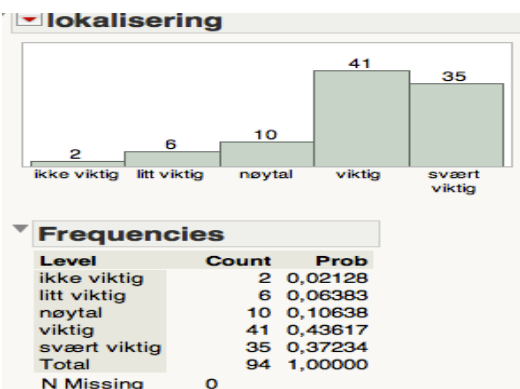 lokalisering
41
35
10
6
2
ikke viktig litt viktig nøytal viktig svært
viktig
Frequencies
Level Count Prob
ikke viktig 2 0,02128
litt viktig 6 0,06383
nøytal 10 0,10638
viktig 41 0,43617
svært viktig 35 0,37234
Total 94 1,00000
N Missing 0